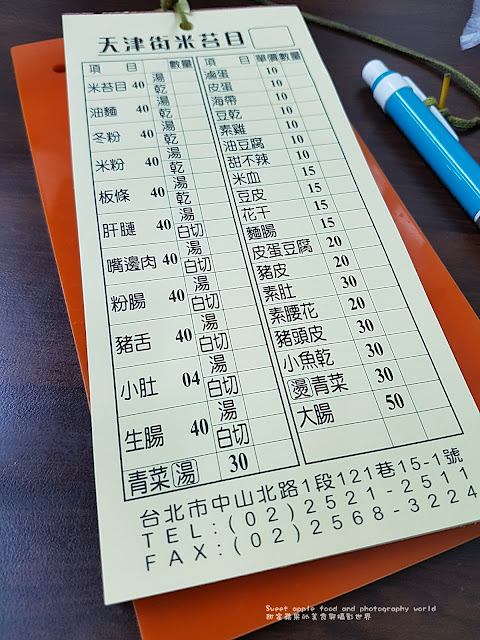 天津街米苔目
項目 數量 項目 單價 數量
米苔目 40 湯 乾
油麵 40 湯 乾
冬粉 40 湯 乾
米粉 40 湯 乾
板條 40 湯 乾
肝腱 40 湯 白切
嘴邊肉 40 湯 白切
粉腸 40 湯 白切
豬舌 40 湯 白切
小肚 04 湯 白切
生腸 40 湯 白切
青菜 湯 30
滷蛋 10
皮蛋 10
海帶 10
豆乾 10
素雞 10
油豆腐 10
甜不辣 10
米血 15
豆皮 15
花干 15
麵腸 15
皮蛋豆腐 20
豬皮 20
素肚 30
素腰花 20
豬頭皮 30
小魚乾 30
燙青菜 30
大腸 50
台北市中山北路1段121巷15-1號
TEL:(02)2521-2511
FAX:(02)2568-3224
Sweet apple food and photography world
甜蜜蘋果的美食與攝影世界